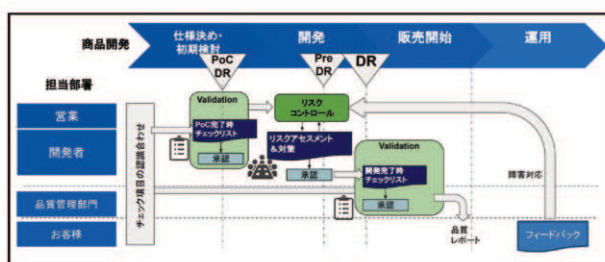 商品開発
仕様決め・
初期検討
開発
販売開始
運用
PoC
DR
Pre
DR
DR
担当部署
営業
開発者
品質管理部門
お客様
チェック項目の認識合わせ
Validation
PoC完了時
チェックリスト
承認
リスク
コントロール
リスクアセスメント
&対策
承認
Validation
開発完了時
チェックリスト
承認
障害対応
品質
レポート
フィードバック